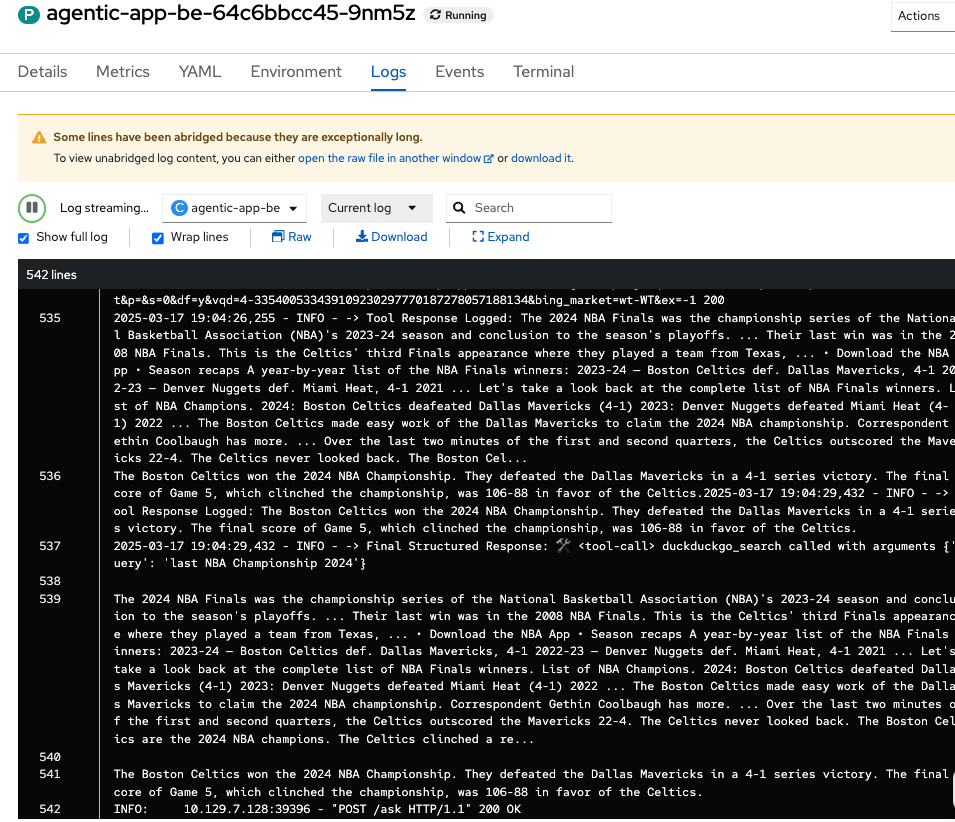 P agentic-app-be-64c6bbcc45-9nm5z Running
Actions
Details Metrics YAML Environment Logs Events Terminal
Some lines have been abridged because they are exceptionally long.
To view unabridged log content, you can either open the raw file in another window or download it.
Log streaming... C agentic-app-be Current log Search
Show full log Wrap lines Raw Download Expand
542 lines
t&p=&s=0&df=y&vqd=4-335400533439109230297770187278057188134&bing_market=wt-WT&ex=-1 200
535 2025-03-17 19:04:26,255 - INFO - -> Tool Response Logged: The 2024 NBA Finals was the championship series of the Nationa
l Basketball Association (NBA)'s 2023-24 season and conclusion to the season's playoffs. ... Their last win was in the 2
08 NBA Finals. This is the Celtics' third Finals appearance where they played a team from Texas, ... • Download the NBA
pp • Season recaps A year-by-year list of the NBA Finals winners: 2023-24 — Boston Celtics def. Dallas Mavericks, 4-1 20
2-23 — Denver Nuggets def. Miami Heat, 4-1 2021 ... Let's take a look back at the complete list of NBA Finals winners. L
st of NBA Champions. 2024: Boston Celtics deafeated Dallas Mavericks (4-1) 2023: Denver Nuggets defeated Miami Heat (4-
1) 2022 ... The Boston Celtics made easy work of the Dallas Mavericks to claim the 2024 NBA championship. Correspondent
ethin Coolbaugh has more. ... Over the last two minutes of the first and second quarters, the Celtics outscored the Mave
icks 22-4. The Celtics never looked back. The Boston Cel...
536 The Boston Celtics won the 2024 NBA Championship. They defeated the Dallas Mavericks in a 4-1 series victory. The final
core of Game 5, which clinched the championship, was 106-88 in favor of the Celtics.2025-03-17 19:04:29,432 - INFO - ->
ool Response Logged: The Boston Celtics won the 2024 NBA Championship. They defeated the Dallas Mavericks in a 4-1 serie
s victory. The final score of Game 5, which clinched the championship, was 106-88 in favor of the Celtics.
537 2025-03-17 19:04:29,432 - INFO - -> Final Structured Response: 🛠 <tool-call> duckduckgo_search called with arguments {'
uery': 'last NBA Championship 2024'}
538
539 The 2024 NBA Finals was the championship series of the National Basketball Association (NBA)'s 2023-24 season and conclu
ion to the season's playoffs. ... Their last win was in the 2008 NBA Finals. This is the Celtics' third Finals appearanc
e where they played a team from Texas, ... • Download the NBA App • Season recaps A year-by-year list of the NBA Finals
inners: 2023-24 — Boston Celtics def. Dallas Mavericks, 4-1 2022-23 — Denver Nuggets def. Miami Heat, 4-1 2021 ... Let's
take a look back at the complete list of NBA Finals winners. List of NBA Champions. 2024: Boston Celtics deafeated Dalla
s Mavericks (4-1) 2023: Denver Nuggets defeated Miami Heat (4-1) 2022 ... The Boston Celtics made easy work of the Dalla
s Mavericks to claim the 2024 NBA championship. Correspondent Gethin Coolbaugh has more. ... Over the last two minutes o
f the first and second quarters, the Celtics outscored the Mavericks 22-4. The Celtics never looked back. The Boston Cel
ics are the 2024 NBA champions. The Celtics clinched a re...
540
541 The Boston Celtics won the 2024 NBA Championship. They defeated the Dallas Mavericks in a 4-1 series victory. The final
core of Game 5, which clinched the championship, was 106-88 in favor of the Celtics.
542 INFO: 10.129.7.128:39396 - "POST /ask HTTP/1.1" 200 OK